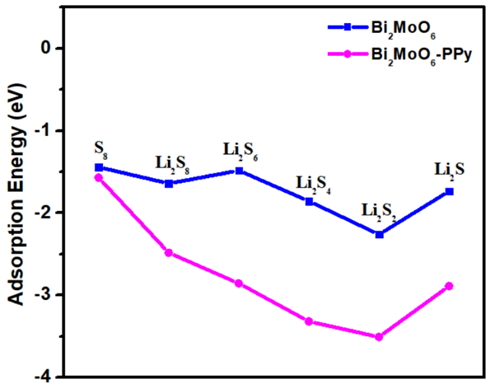 Bi₂MoO₆
Bi₂MoO₆-PPy
Adsorption Energy (eV)
0
-1
-2
-3
-4
S₈
Li₂S₈
Li₂S₆
Li₂S₄
Li₂S₂
Li₂S